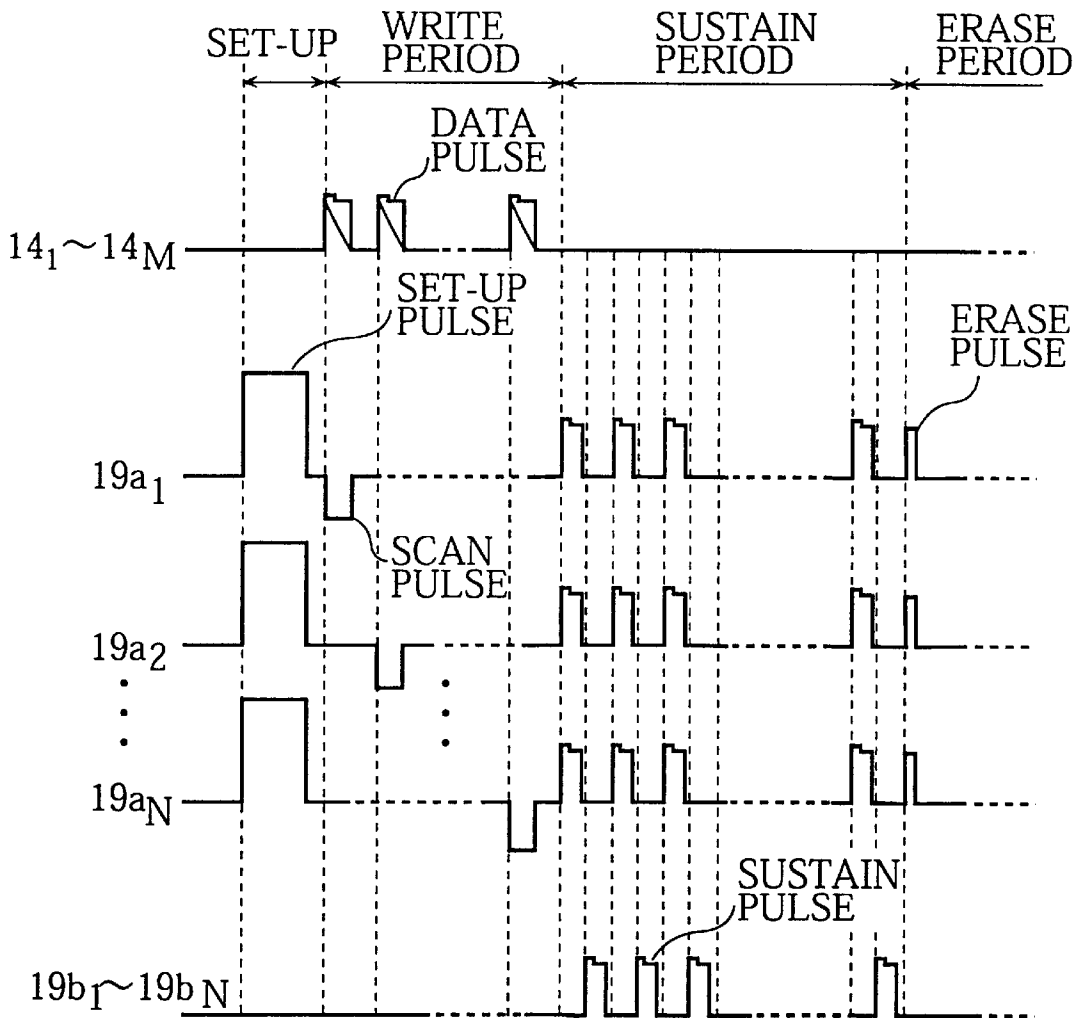 SET-UP
WRITE
PERIOD
SUSTAIN
PERIOD
ERASE
PERIOD
DATA
PULSE
14₁~14M
SET-UP
PULSE
ERASE
PULSE
19a₁
SCAN
PULSE
19a₂
19aN
SUSTAIN
PULSE
19b₁~19bN